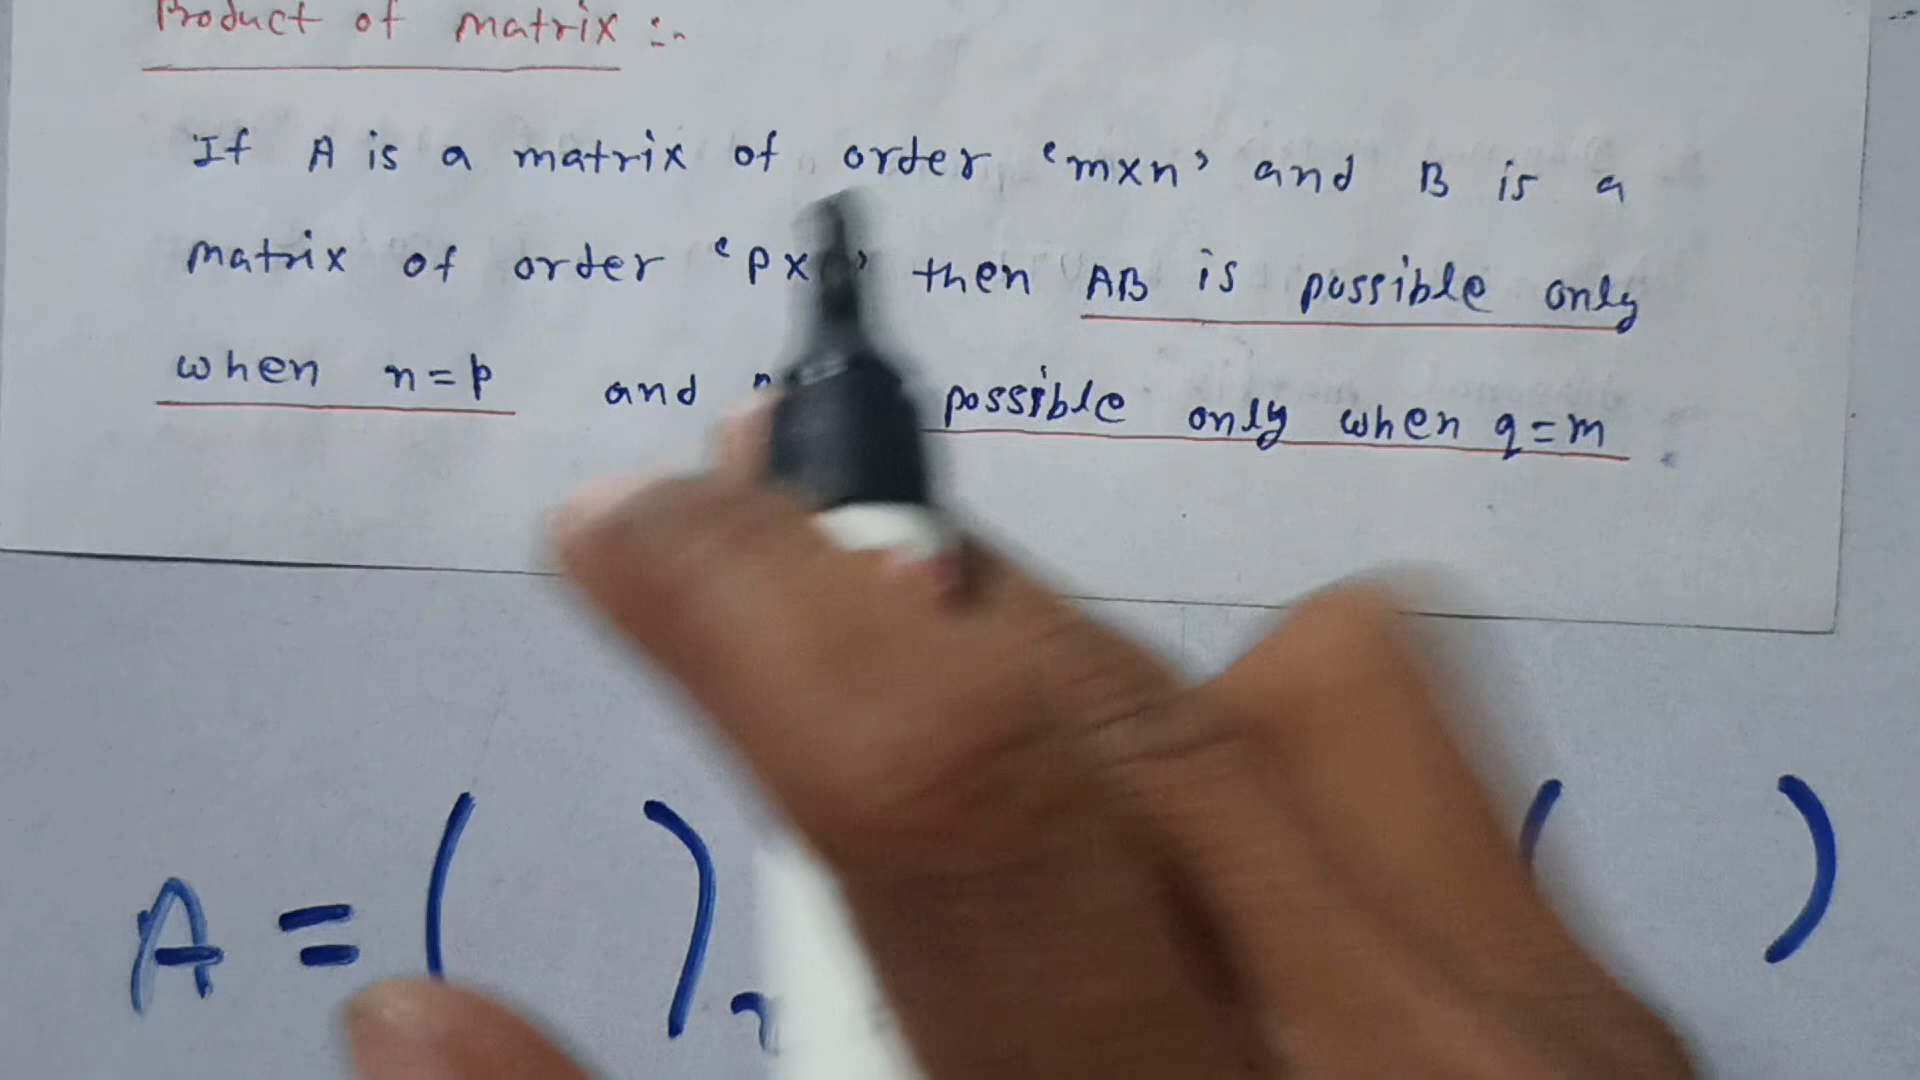 Product of matrix :-
If A is a matrix of order 'mxn' and B is a
matrix of order 'px ' then AB is possible only
when n=p and possible only when q=m
A = ( ) ( )